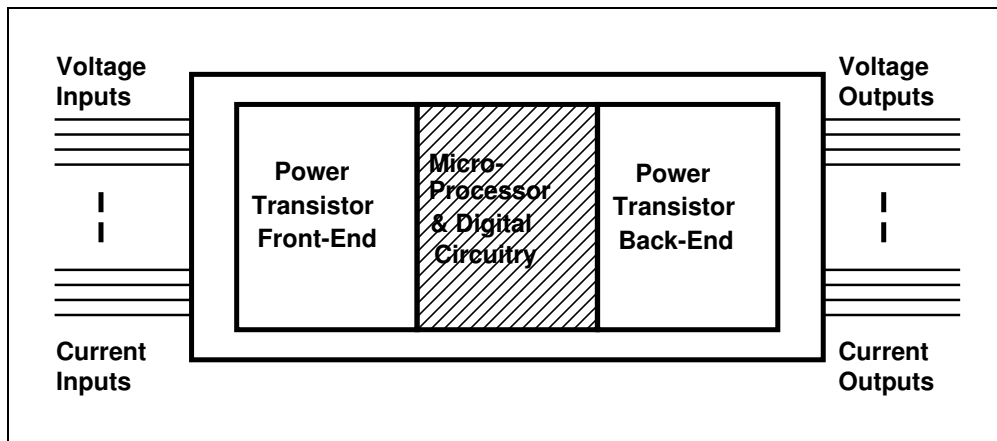 Voltage
Inputs
Power
Transistor
Front-End
Micro-
Processor
& Digital
Circuitry
Power
Transistor
Back-End
Voltage
Outputs
Current
Inputs
Current
Outputs